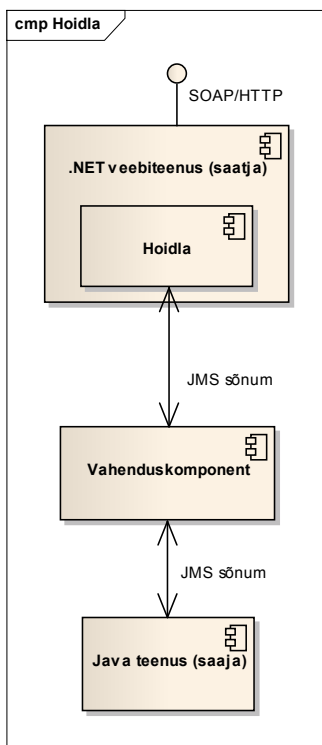 cmp Hoidla
SOAP/HTTP
.NET veebiteenus (saatja)
Hoidla
JMS sõnum
Vahenduskomponent
JMS sõnum
Java teenus (saaja)